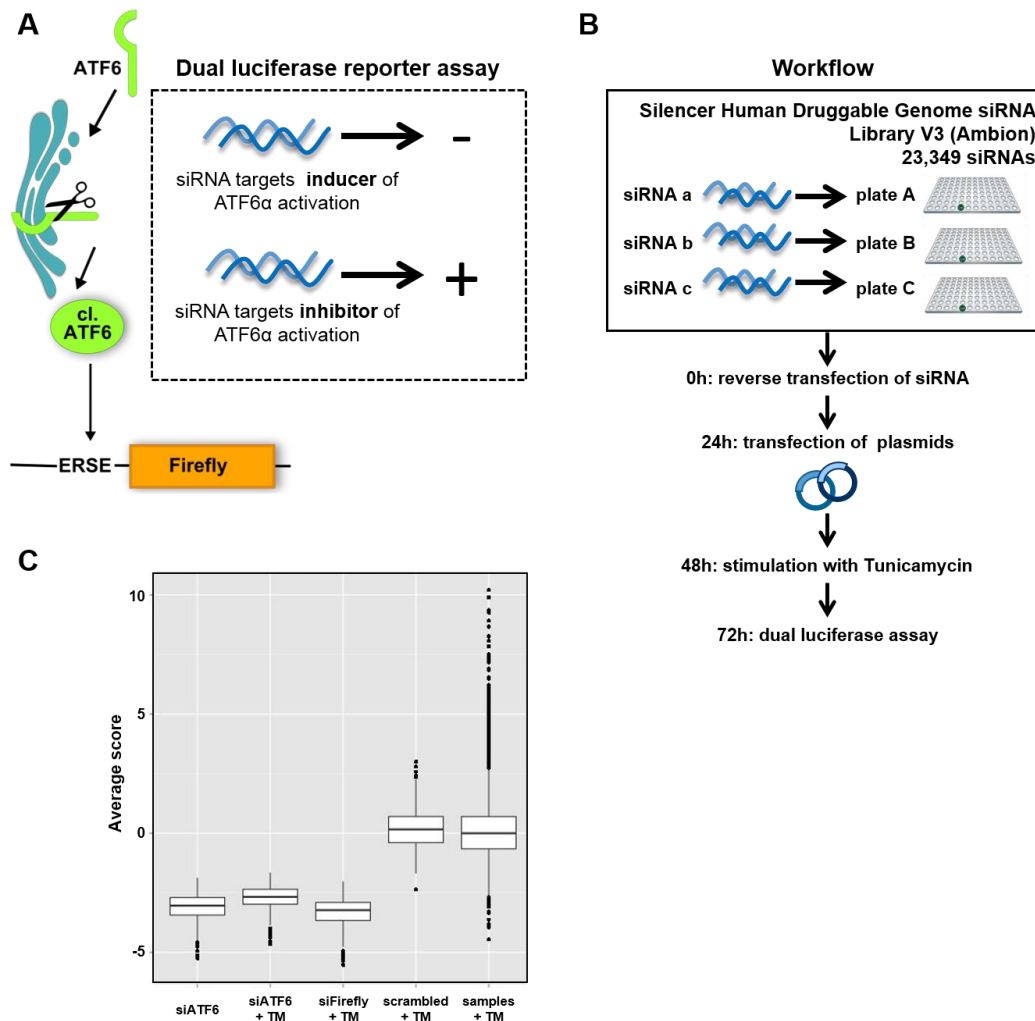 A
ATF6
Dual luciferase reporter assay
-
siRNA targets inducer of
ATF6α activation
+
siRNA targets inhibitor of
ATF6α activation
cl.
ATF6
ERSE
Firefly
B
Workflow
Silencer Human Druggable Genome siRNA
Library V3 (Ambion)
23,349 siRNAs
siRNA a
plate A
siRNA b
plate B
siRNA c
plate C
0h: reverse transfection of siRNA
24h: transfection of plasmids
48h: stimulation with Tunicamycin
72h: dual luciferase assay
C
Average score
10
5
0
-5
siATF6
siATF6
+ TM
siFirefly
+ TM
scrambled
+ TM
samples
+ TM